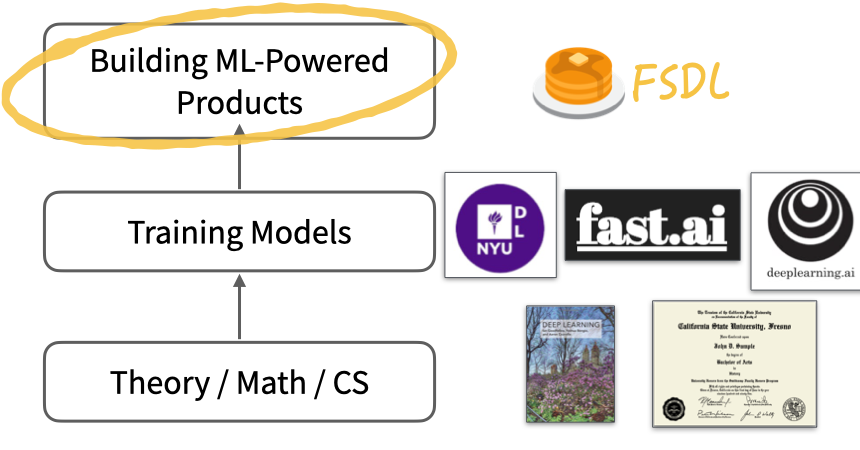 Building ML-Powered
Products
FSDL
Training Models
D
L
NYU
fast.ai
deeplearning.ai
Theory / Math / CS
DEEP LEARNING
California State University, Fresno
John D. Sample
Bachelor of Arts